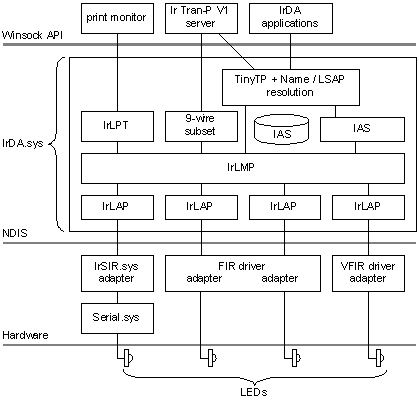 print monitor
Ir Tran-P V1
server
IrDA
applications
Winsock API
TinyTP + Name / LSAP
resolution
IrLPT
9-wire
subset
IAS
IAS
IrDA.sys
IrLMP
IrLAP
IrLAP
IrLAP
IrLAP
NDIS
IrSIR.sys
adapter
FIR driver
adapter
adapter
VFIR driver
adapter
Serial.sys
Hardware
LEDs